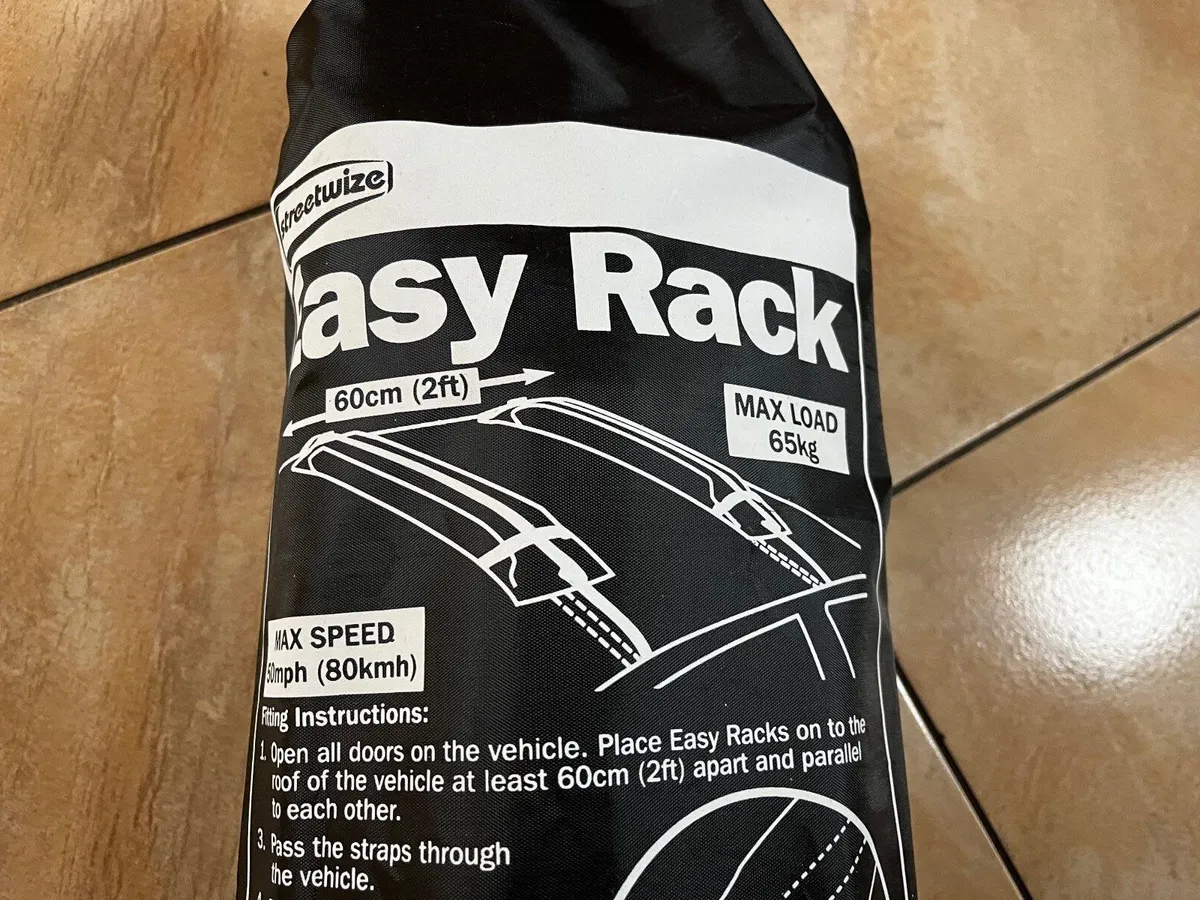 streetwize
Easy Rack
60cm (2ft)
MAX LOAD
65kg
MAX SPEED
50mph (80kmh)
Fitting Instructions:
1. Open all doors on the vehicle. Place Easy Racks on to the
roof of the vehicle at least 60cm (2ft) apart and parallel
to each other.
3. Pass the straps through
the vehicle.